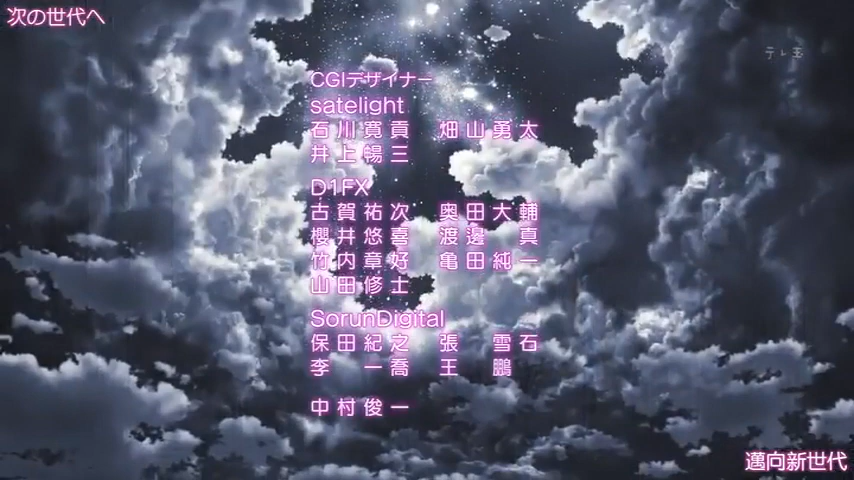 次の世代へ
テレ玉
CGIデザイナー
satelight
石川寛貢 畑山勇太
井上暢三
D1FX
古賀祐次 奥田大輔
櫻井悠喜 渡邊 真
竹内章好 亀田純一
山田修士
SorunDigital
保田紀之 張 雪石
李 一喬 王 鵬
中村俊一
邁向新世代